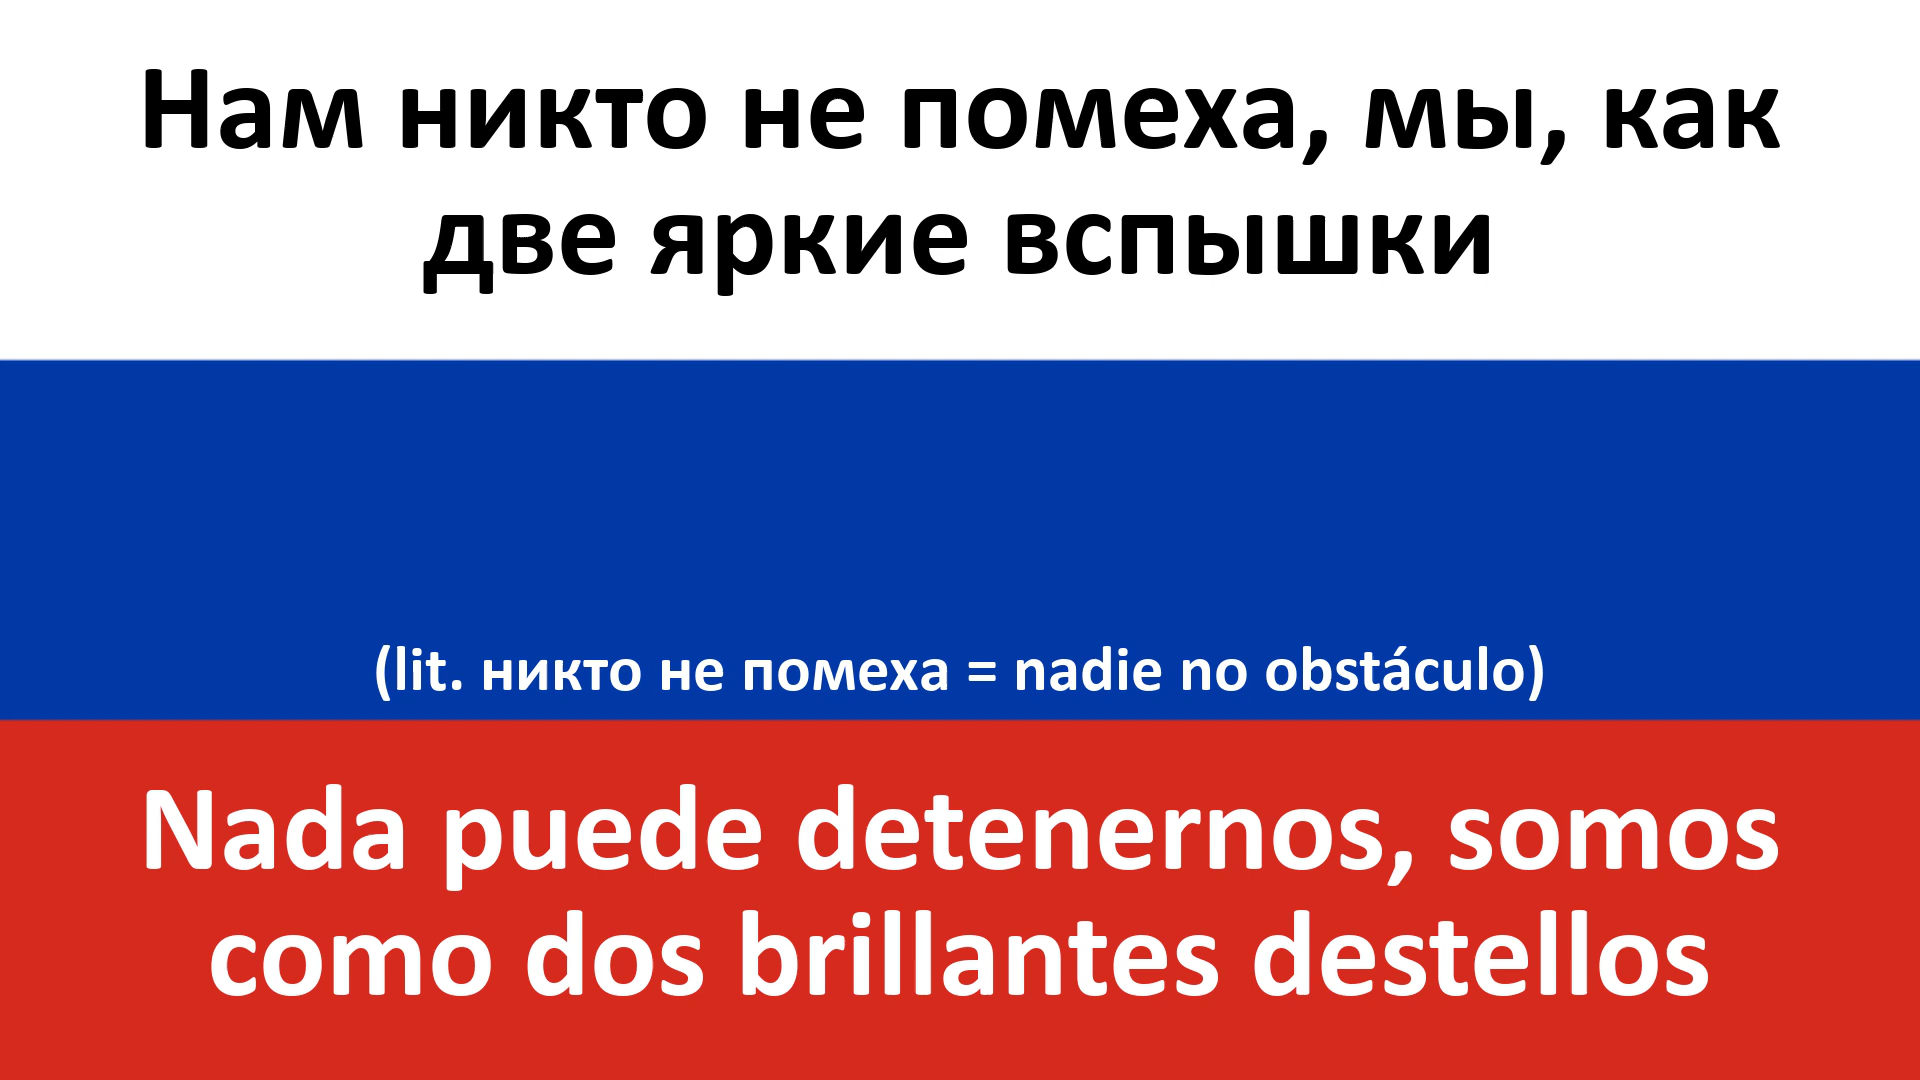 Нам никто не помеха, мы, как
две яркие вспышки
(lit. никто не помеха = nadie no obstáculo)
Nada puede detenernos, somos
como dos brillantes destellos